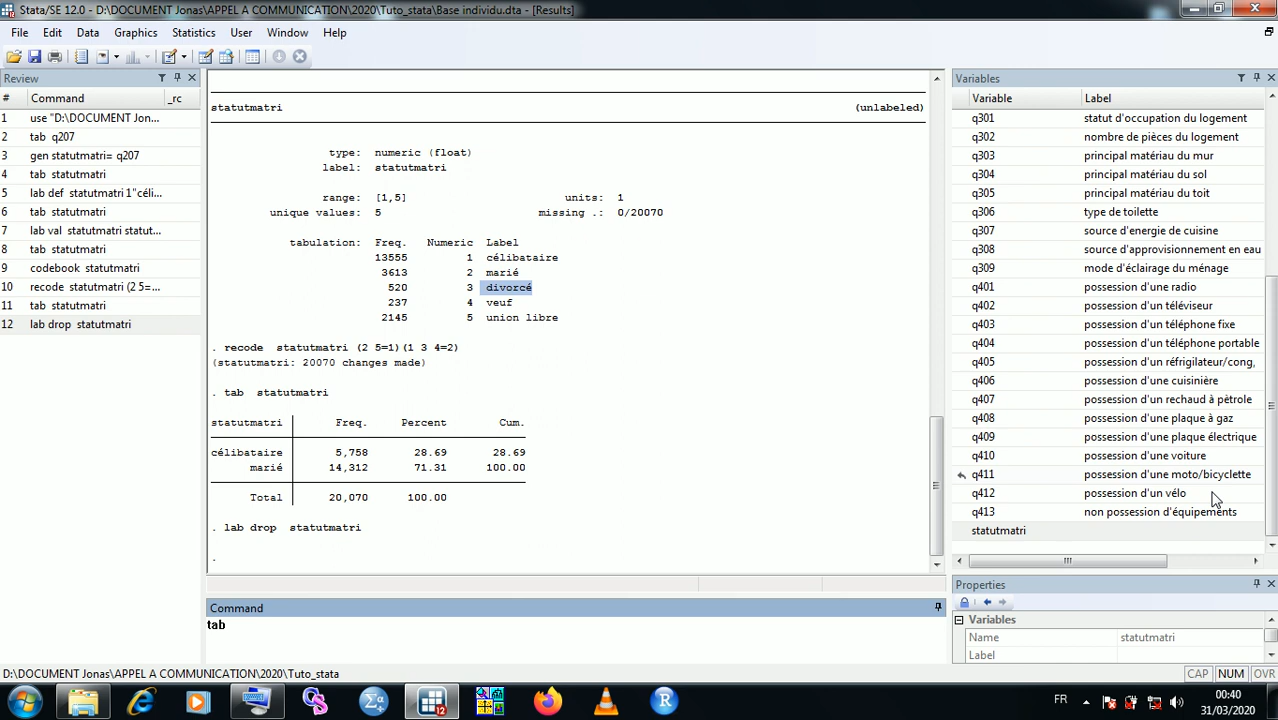 Stata/SE 12.0 - D:\DOCUMENT Jonas\APPEL A COMMUNICATION\2020\Tuto_stata\Base individu.dta - [Results]
File Edit Data Graphics Statistics User Window Help
Review
# Command _rc
1 use "D:\DOCUMENT Jon...
2 tab q207
3 gen statutmatri= q207
4 tab statutmatri
5 lab def statutmatri 1"céli...
6 tab statutmatri
7 lab val statutmatri statut...
8 tab statutmatri
9 codebook statutmatri
10 recode statutmatri (2 5=...
11 tab statutmatri
12 lab drop statutmatri
statutmatri (unlabeled)
type: numeric (float)
label: statutmatri
range: [1,5] units: 1
unique values: 5 missing .: 0/20070
tabulation: Freq. Numeric Label
13555 1 célibataire
3613 2 marié
520 3 divorcé
237 4 veuf
2145 5 union libre
. recode statutmatri (2 5=1)(1 3 4=2)
(statutmatri: 20070 changes made)
. tab statutmatri
statutmatri Freq. Percent Cum.
célibataire 5,758 28.69 28.69
marié 14,312 71.31 100.00
Total 20,070 100.00
. lab drop statutmatri
.
Command
tab
Variables
Variable Label
q301 statut d'occupation du logement
q302 nombre de pièces du logement
q303 principal matériau du mur
q304 principal matériau du sol
q305 principal matériau du toit
q306 type de toilette
q307 source d'energie de cuisine
q308 source d'approvisionnement en eau
q309 mode d'éclairage du ménage
q401 possession d'une radio
q402 possession d'un téléviseur
q403 possession d'un téléphone fixe
q404 possession d'un téléphone portable
q405 possession d'un réfrigilateur/cong,
q406 possession d'une cuisinière
q407 possession d'un rechaud à pètrole
q408 possession d'une plaque à gaz
q409 possession d'une plaque électrique
q410 possession d'une voiture
q411 possession d'une moto/bicyclette
q412 possession d'un vélo
q413 non possession d'équipements
statutmatri
Properties
Variables
Name statutmatri
Label
D:\DOCUMENT Jonas\APPEL A COMMUNICATION\2020\Tuto_stata
CAP NUM OVR
12
R
FR
00:40
31/03/2020